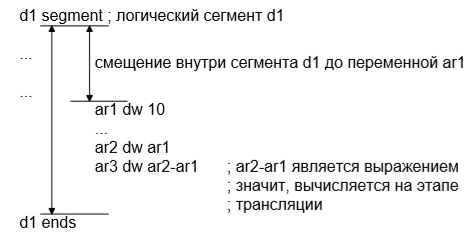 d1 segment ; логический сегмент d1
...
смещение внутри сегмента d1 до переменной ar1
...
ar1 dw 10
...
ar2 dw ar1
ar3 dw ar2-ar1 ; ar2-ar1 является выражением
; значит, вычисляется на этапе
; трансляции
d1 ends